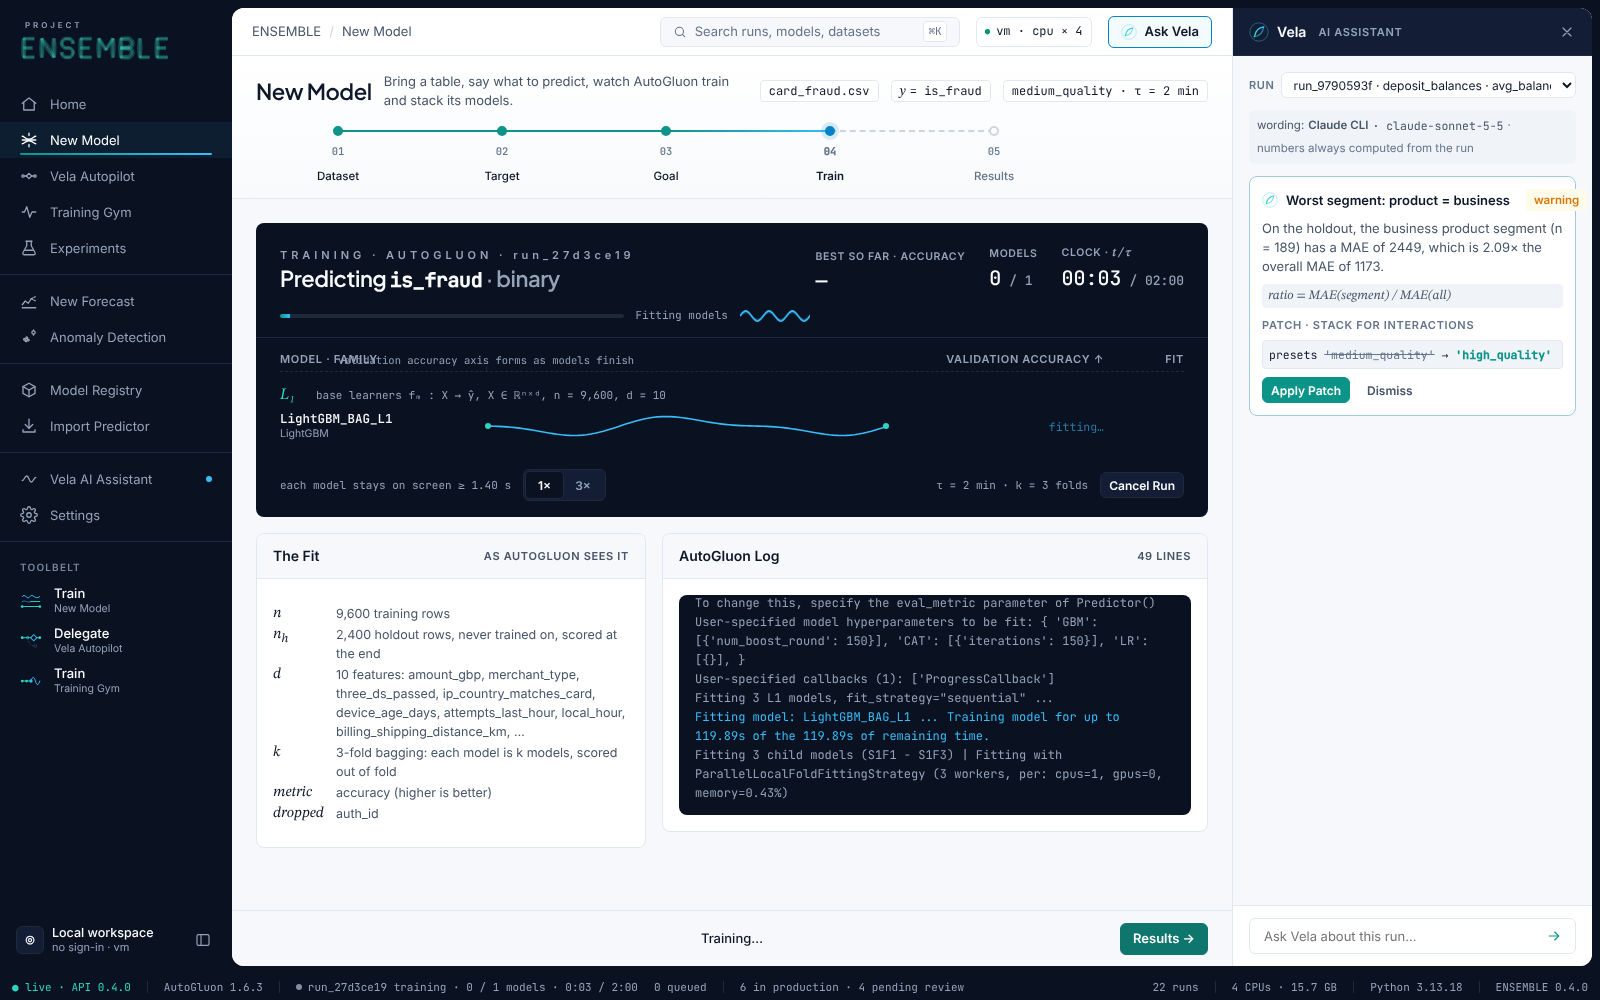 PROJECT
ENSEMBLE
Home
New Model
Vela Autopilot
Training Gym
Experiments
New Forecast
Anomaly Detection
Model Registry
Import Predictor
Vela AI Assistant
Settings
TOOLBELT
Train
New Model
Delegate
Vela Autopilot
Train
Training Gym
Local workspace
no sign-in · vm
ENSEMBLE / New Model
Search runs, models, datasets
⌘K
vm · cpu × 4
Ask Vela
New Model
Bring a table, say what to predict, watch AutoGluon train
and stack its models.
card_fraud.csv
y = is_fraud
medium_quality · τ = 2 min
01
02
03
04
05
Dataset
Target
Goal
Train
Results
TRAINING · AUTOGLUON · run_27d3ce19
Predicting is_fraud · binary
BEST SO FAR · ACCURACY
—
MODELS
0 / 1
CLOCK · t/τ
00:03 / 02:00
Fitting models
MODEL · FAMILY
validation accuracy axis forms as models finish
VALIDATION ACCURACY ↑
FIT
L₁ base learners fₘ : X → ŷ, X ∈ ℝⁿˣᵈ, n = 9,600, d = 10
LightGBM_BAG_L1
LightGBM
fitting…
each model stays on screen ≥ 1.40 s
1×
3×
τ = 2 min · k = 3 folds
Cancel Run
The Fit
AS AUTOGLUON SEES IT
n 9,600 training rows
nₕ 2,400 holdout rows, never trained on, scored at
the end
d 10 features: amount_gbp, merchant_type,
three_ds_passed, ip_country_matches_card,
device_age_days, attempts_last_hour, local_hour,
billing_shipping_distance_km, …
k 3-fold bagging: each model is k models, scored
out of fold
metric accuracy (higher is better)
dropped auth_id
AutoGluon Log
49 LINES
To change this, specify the eval_metric parameter of Predictor()
User-specified model hyperparameters to be fit: { 'GBM':
[{'num_boost_round': 150}], 'CAT': [{'iterations': 150}], 'LR':
[{}], }
User-specified callbacks (1): ['ProgressCallback']
Fitting 3 L1 models, fit_strategy="sequential" ...
Fitting model: LightGBM_BAG_L1 ... Training model for up to
119.89s of the 119.89s of remaining time.
Fitting 3 child models (S1F1 - S1F3) | Fitting with
ParallelLocalFoldFittingStrategy (3 workers, per: cpus=1, gpus=0,
memory=0.43%)
Training…
Results →
Vela AI ASSISTANT
RUN
run_9790593f · deposit_balances · avg_balanc
wording: Claude CLI · claude-sonnet-5-5 ·
numbers always computed from the run
Worst segment: product = business
warning
On the holdout, the business product segment (n
= 189) has a MAE of 2449, which is 2.09× the
overall MAE of 1173.
ratio = MAE(segment) / MAE(all)
PATCH · STACK FOR INTERACTIONS
presets 'medium_quality' → 'high_quality'
Apply Patch
Dismiss
Ask Vela about this run…
live · API 0.4.0
AutoGluon 1.6.3
run_27d3ce19 training · 0 / 1 models · 0:03 / 2:00
0 queued
6 in production · 4 pending review
22 runs
4 CPUs · 15.7 GB
Python 3.13.18
ENSEMBLE 0.4.0